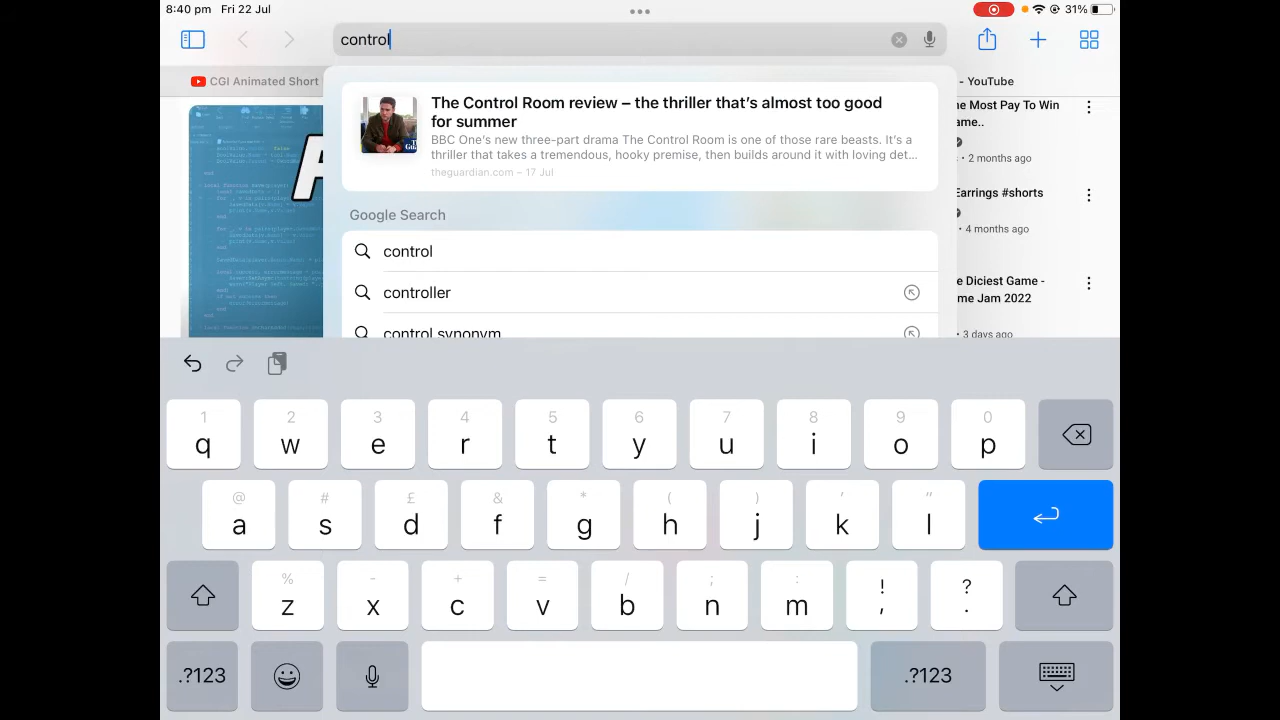 8:40 pm Fri 22 Jul
31%
control
CGI Animated Short
- YouTube
The Control Room review – the thriller that's almost too good
for summer
BBC One's new three-part drama The Control Room is one of those rare beasts. It's a
thriller that takes a tremendous, hooky premise, then builds around it with loving det...
theguardian.com – 17 Jul
he Most Pay To Win
ame..
• 2 months ago
Earrings #shorts
• 4 months ago
e Diciest Game -
me Jam 2022
• 3 days ago
Google Search
control
controller
control synonym
1 2 3 4 5 6 7 8 9 0
q w e r t y u i o p
@ # £ & * ( ) ' "
a s d f g h j k l
% - + = / ; : ! ?
z x c v b n m , .
.?123 .?123